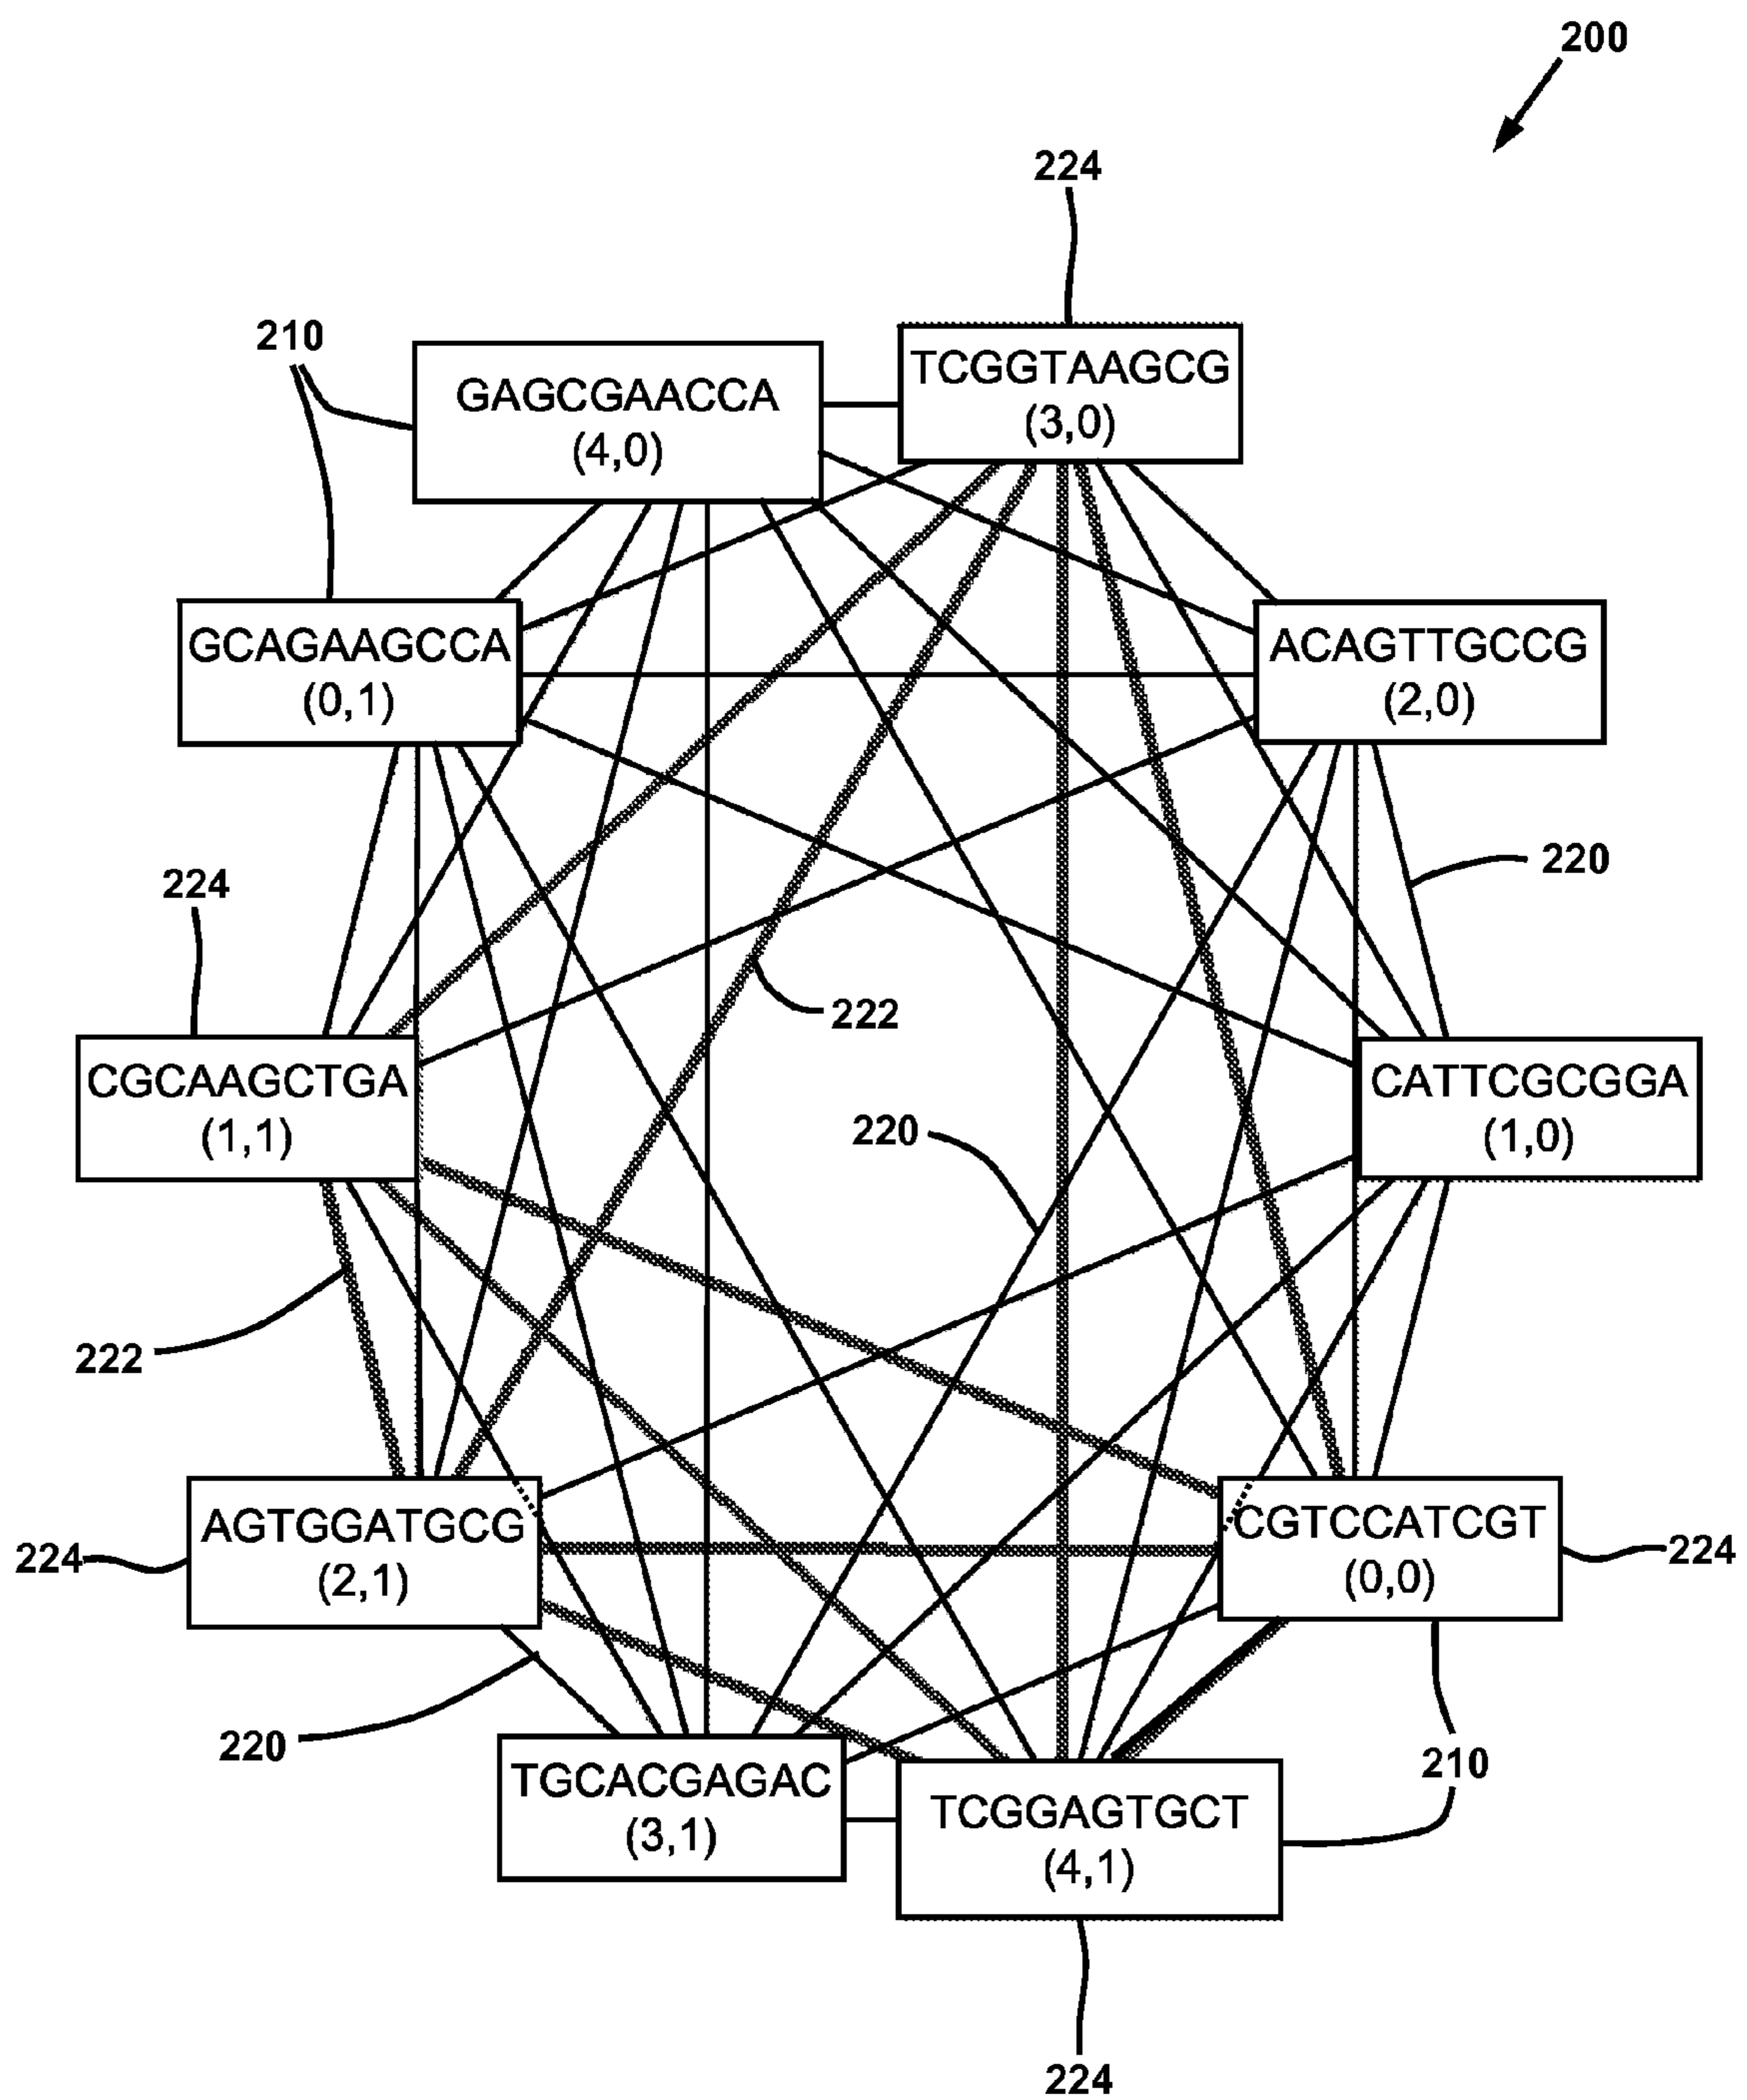 200
224
210
TCGGTAAGCG
(3,0)
GAGCGAACCA
(4,0)
GCAGAAGCCA
(0,1)
ACAGTTGCCG
(2,0)
220
224
222
CGCAAGCTGA
(1,1)
CATTCGCGGA
(1,0)
220
222
AGTGGATGCG
(2,1)
224
CGTCCATCGT
(0,0)
224
220
210
TGCACGAGAC
(3,1)
TCGGAGTGCT
(4,1)
224